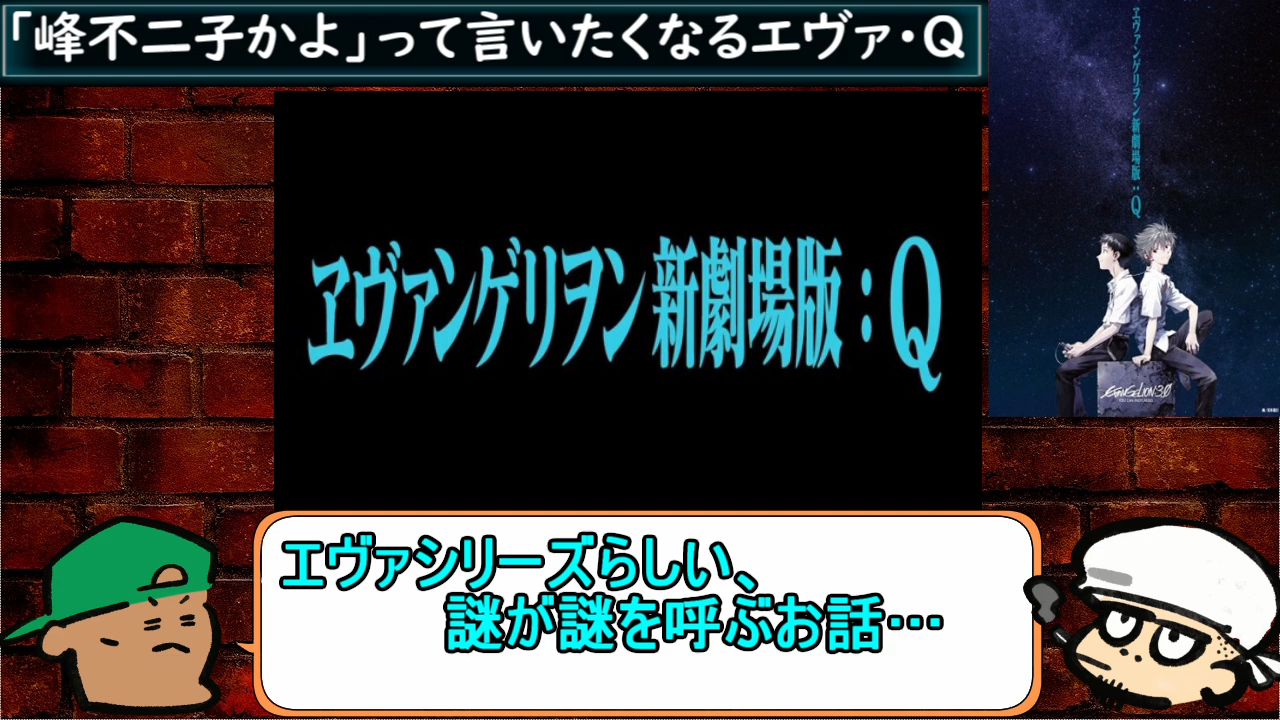 「峰不二子かよ」って言いたくなるエヴァ・Q
ヱヴァンゲリヲン新劇場版:Q
ヱヴァンゲリヲン 新劇場版:Q
EVANGELION:3.0
エヴァシリーズらしい、
謎が謎を呼ぶお話…